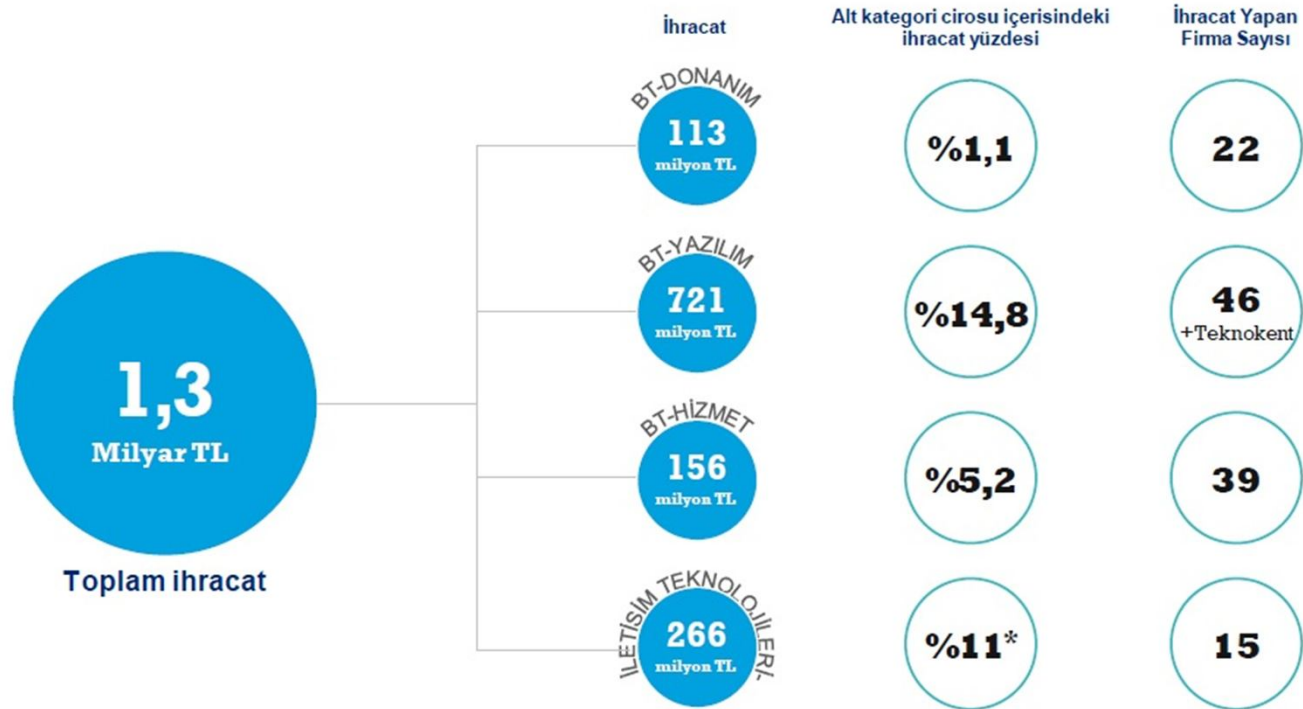 İhracat
Alt kategori cirosu içerisindeki
ihracat yüzdesi
İhracat Yapan
Firma Sayısı
BT-DONANIM
113
milyon TL
%1,1
22
BT-YAZILIM
721
milyon TL
%14,8
46
+Teknokent
1,3
Milyar TL
Toplam ihracat
BT-HİZMET
156
milyon TL
%5,2
39
İLETİSİM TEKNOLOJİLERİ-
266
milyon TL
%11*
15